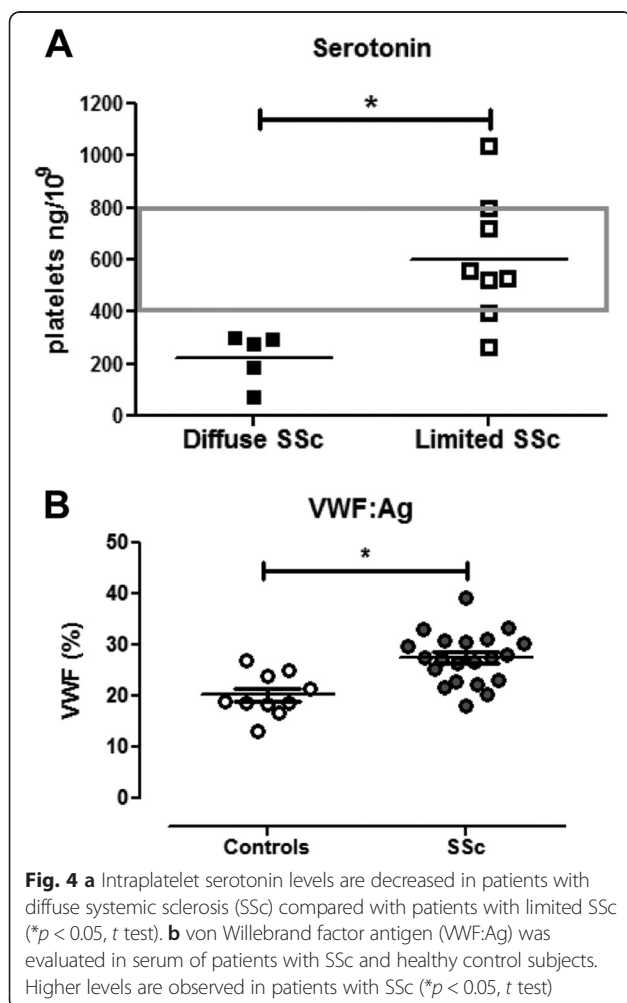 A
Serotonin
*
1200
1000
800
600
400
200
0
platelets ng/10⁹
Diffuse SSc
Limited SSc
B
VWF:Ag
*
50
40
30
20
10
0
VWF (%)
Controls
SSc
Fig. 4 a Intraplatelet serotonin levels are decreased in patients with
diffuse systemic sclerosis (SSc) compared with patients with limited SSc
(*p < 0.05, t test). b von Willebrand factor antigen (VWF:Ag) was
evaluated in serum of patients with SSc and healthy control subjects.
Higher levels are observed in patients with SSc (*p < 0.05, t test)